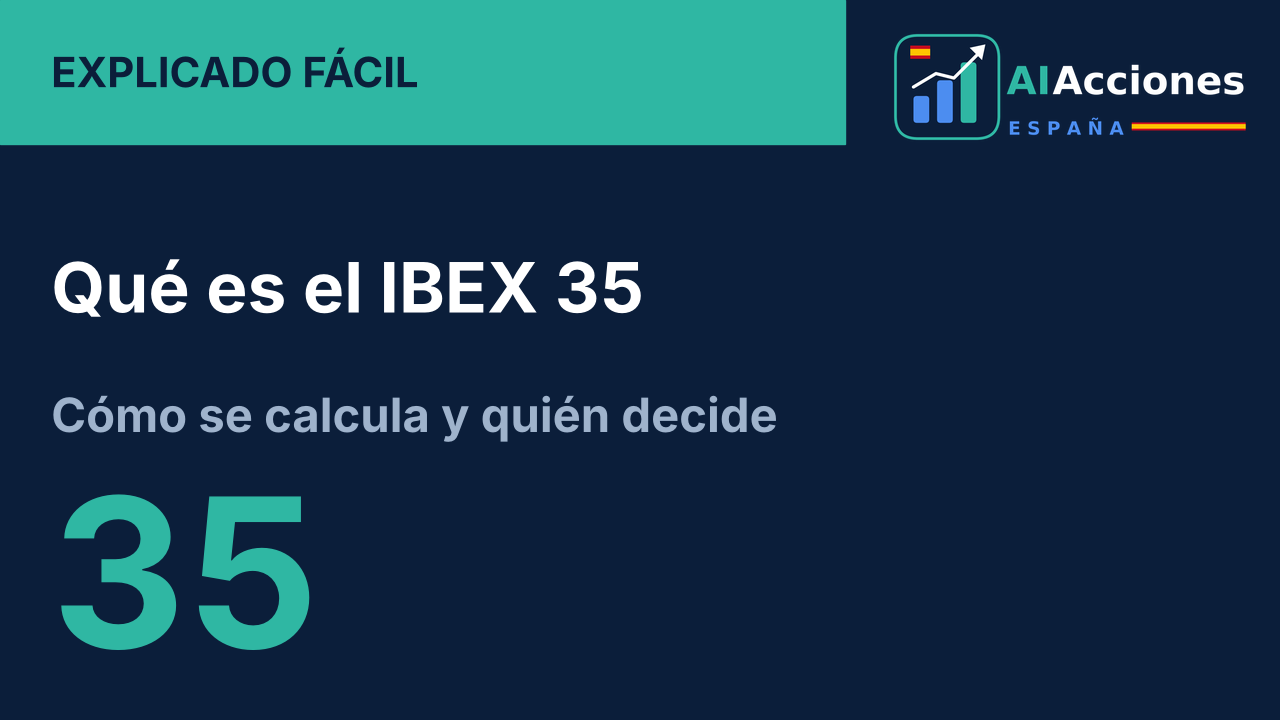 EXPLICADO FÁCIL
AIAcciones
ESPAÑA
Qué es el IBEX 35
Cómo se calcula y quién decide
35